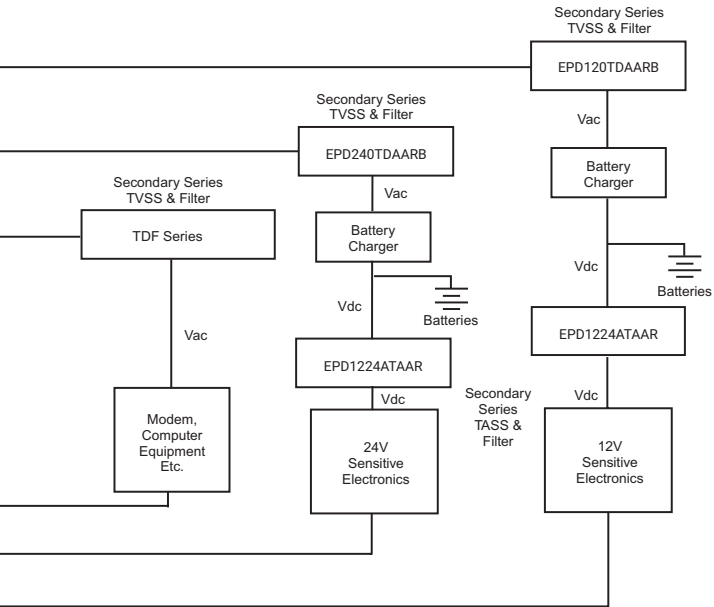 Secondary Series
TVSS & Filter
EPD120TDAARB
Vac
Battery
Charger
Vdc
Batteries
EPD1224ATAAR
Vdc
12V
Sensitive
Electronics
Secondary Series
TVSS & Filter
EPD240TDAARB
Vac
Battery
Charger
Vdc
Batteries
EPD1224ATAAR
Vdc
24V
Sensitive
Electronics
Secondary
Series
TASS &
Filter
Secondary Series
TVSS & Filter
TDF Series
Vac
Modem,
Computer
Equipment
Etc.